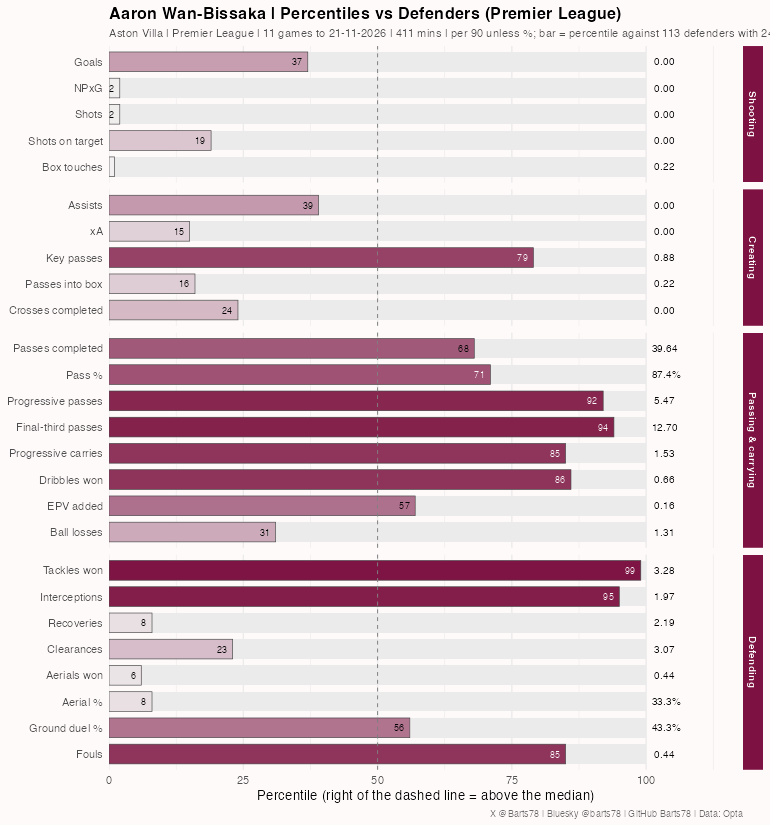 Aaron Wan-Bissaka | Percentiles vs Defenders (Premier League)
Aston Villa | Premier League | 11 games to 21-11-2026 | 411 mins | per 90 unless %; bar = percentile against 113 defenders with 24
Goals 37 0.00
NPxG 2 0.00
Shots 2 0.00
Shots on target 19 0.00
Box touches 0.22
Shooting
Assists 39 0.00
xA 15 0.00
Key passes 79 0.88
Passes into box 16 0.22
Crosses completed 24 0.00
Creating
Passes completed 68 39.64
Pass % 71 87.4%
Progressive passes 92 5.47
Final-third passes 94 12.70
Progressive carries 85 1.53
Dribbles won 86 0.66
EPV added 57 0.16
Ball losses 31 1.31
Passing & carrying
Tackles won 99 3.28
Interceptions 95 1.97
Recoveries 8 2.19
Clearances 23 3.07
Aerials won 6 0.44
Aerial % 8 33.3%
Ground duel % 56 43.3%
Fouls 85 0.44
Defending
0 25 50 75 100
Percentile (right of the dashed line = above the median)
X @Barts78 | Bluesky @barts78 | GitHub Barts78 | Data: Opta